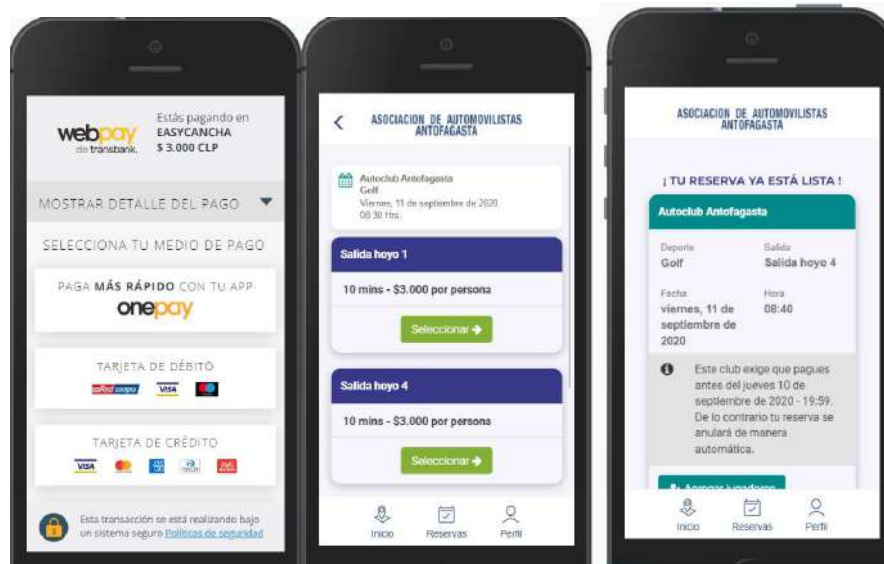 webpay
de transbank.
Estás pagando en
EASYCANCHA
$ 3.000 CLP
MOSTRAR DETALLE DEL PAGO
SELECCIONA TU MEDIO DE PAGO
PAGA MÁS RÁPIDO CON TU APP
onepay
TARJETA DE DÉBITO
VISA
TARJETA DE CRÉDITO
VISA
Esta transacción se está realizando bajo
un sistema seguro Políticas de seguridad
ASOCIACION DE AUTOMOVILISTAS
ANTOFAGASTA
Autoclub Antofagasta
Golf
Viernes, 11 de septiembre de 2020
08:30 Hrs.
Salida hoyo 1
10 mins - $3.000 por persona
Seleccionar
Salida hoyo 4
10 mins - $3.000 por persona
Seleccionar
Inicio Reservas Perfil
ASOCIACION DE AUTOMOVILISTAS
ANTOFAGASTA
¡ TU RESERVA YA ESTÁ LISTA !
Autoclub Antofagasta
Deporte Salida
Golf Salida hoyo 4
Fecha Hora
viernes, 11 de 08:40
septiembre de
2020
Este club exige que pagues
antes del jueves 10 de
septiembre de 2020 - 19:59.
De lo contrario tu reserva se
anulará de manera
automática.
Agregar jugadores
Inicio Reservas Perfil